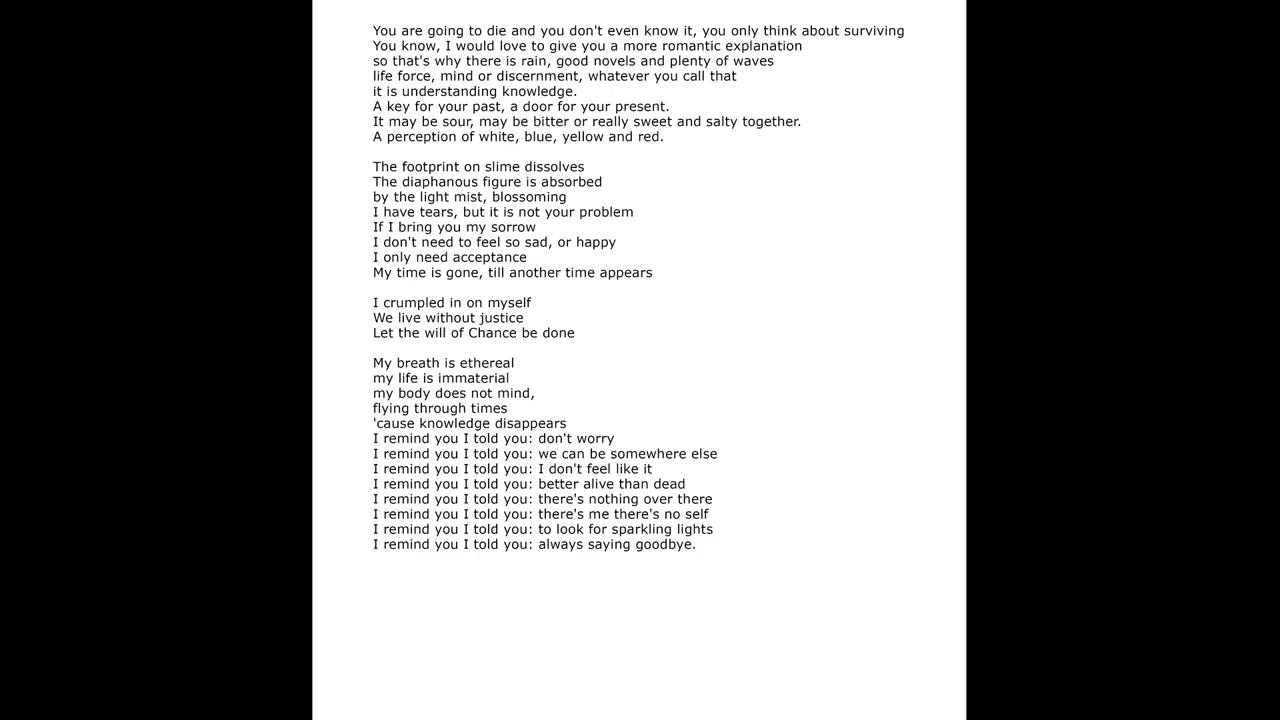 You are going to die and you don't even know it, you only think about surviving
You know, I would love to give you a more romantic explanation
so that's why there is rain, good novels and plenty of waves
life force, mind or discernment, whatever you call that
it is understanding knowledge.
A key for your past, a door for your present.
It may be sour, may be bitter or really sweet and salty together.
A perception of white, blue, yellow and red.

The footprint on slime dissolves
The diaphanous figure is absorbed
by the light mist, blossoming
I have tears, but it is not your problem
If I bring you my sorrow
I don't need to feel so sad, or happy
I only need acceptance
My time is gone, till another time appears

I crumpled in on myself
We live without justice
Let the will of Chance be done

My breath is ethereal
my life is immaterial
my body does not mind,
flying through times
'cause knowledge disappears
I remind you I told you: don't worry
I remind you I told you: we can be somewhere else
I remind you I told you: I don't feel like it
I remind you I told you: better alive than dead
I remind you I told you: there's nothing over there
I remind you I told you: there's me there's no self
I remind you I told you: to look for sparkling lights
I remind you I told you: always saying goodbye.